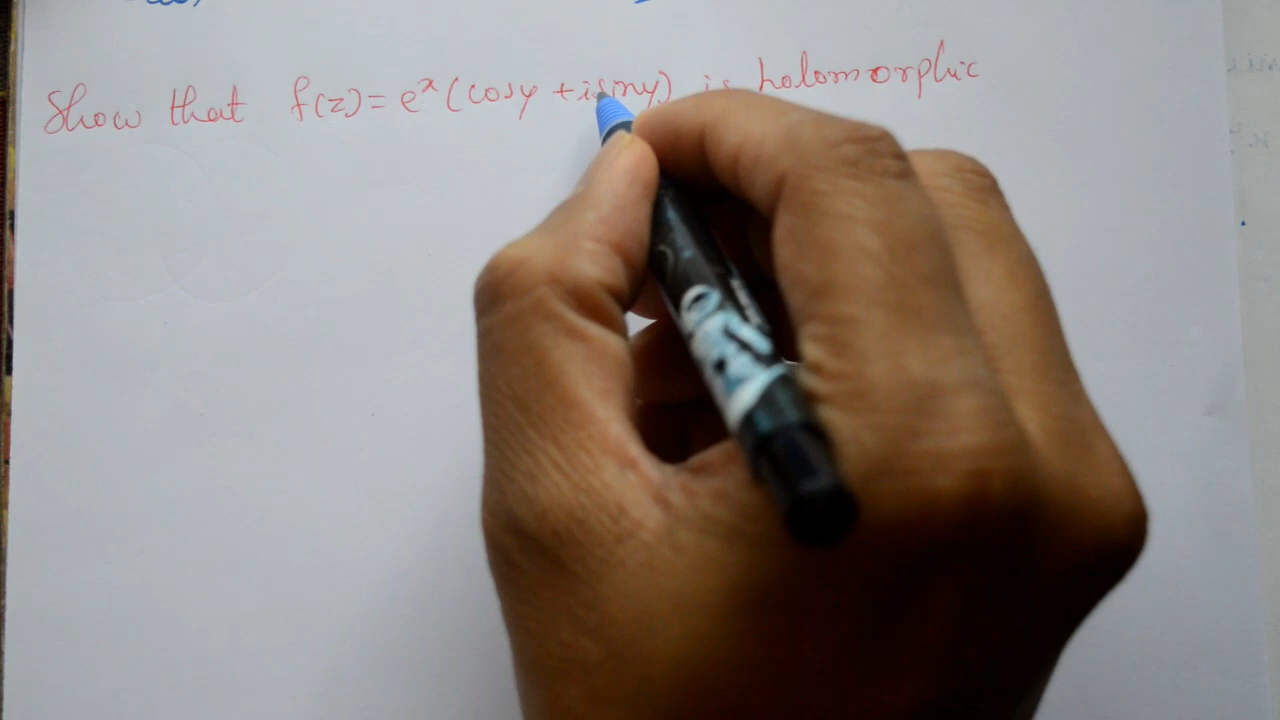 Show that f(z) = e^x (cosy + isiny) is holomorphic